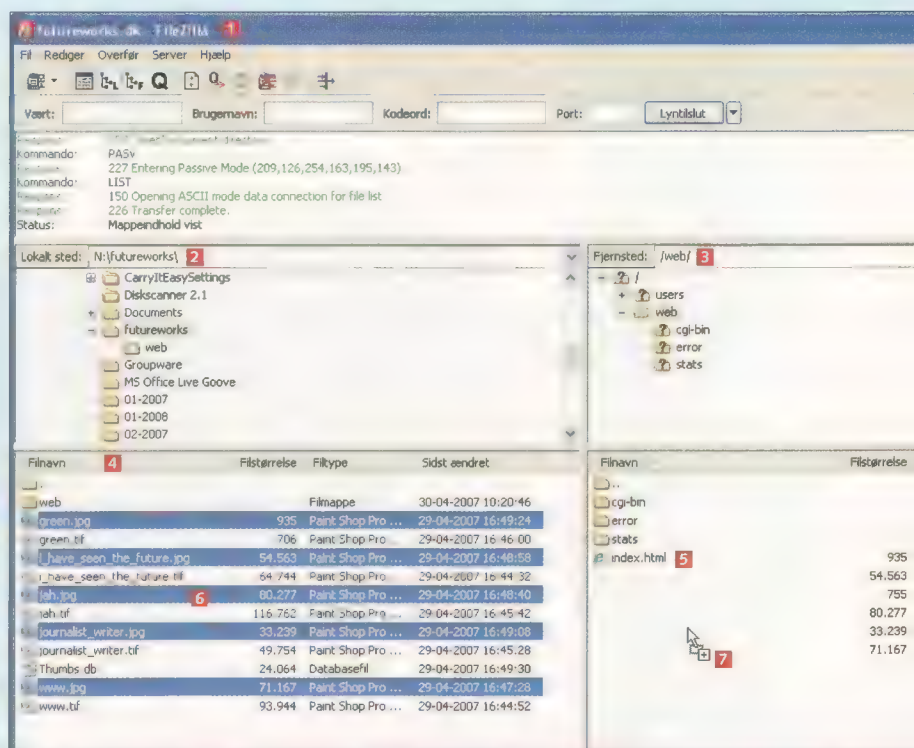 futureworks.dk - FileZilla 1
Fil Rediger Overfør Server Hjælp
Vært: Brugernavn: Kodeord: Port: Lyntilslut
Kommando: PASV
227 Entering Passive Mode (209,126,254,163,195,143)
Kommando: LIST
150 Opening ASCII mode data connection for file list
226 Transfer complete.
Status: Mappeindhold vist
Lokalt sted: N:\futureworks\ 2
CarryItEasySettings
Diskscanner 2.1
Documents
futureworks
web
Groupware
MS Office Live Goove
01-2007
01-2008
02-2007
Fjernsted: /web/ 3
/
users
web
cgi-bin
error
stats
Filnavn 4 Filstørrelse Filtype Sidst ændret
..
web Filmappe 30-04-2007 10:20:46
green.jpg 935 Paint Shop Pro ... 29-04-2007 16:49:24
green.tif 706 Paint Shop Pro ... 29-04-2007 16:46:00
i_have_seen_the_future.jpg 54.563 Paint Shop Pro ... 29-04-2007 16:48:58
i_have_seen_the_future.tif 64.744 Paint Shop Pro ... 29-04-2007 16:44:32
jah.jpg 6 80.277 Paint Shop Pro ... 29-04-2007 16:48:40
jah.tif 116.762 Paint Shop Pro ... 29-04-2007 16:45:42
journalist_writer.jpg 33.239 Paint Shop Pro ... 29-04-2007 16:49:08
journalist_writer.tif 49.754 Paint Shop Pro ... 29-04-2007 16:45:28
Thumbs.db 24.064 Databasefil 29-04-2007 16:49:30
www.jpg 71.167 Paint Shop Pro ... 29-04-2007 16:47:28
www.tif 93.944 Paint Shop Pro ... 29-04-2007 16:44:52
Filnavn Filstørrelse
..
cgi-bin
error
stats
index.html 5 935
54.563
755
80.277
33.239
7 71.167